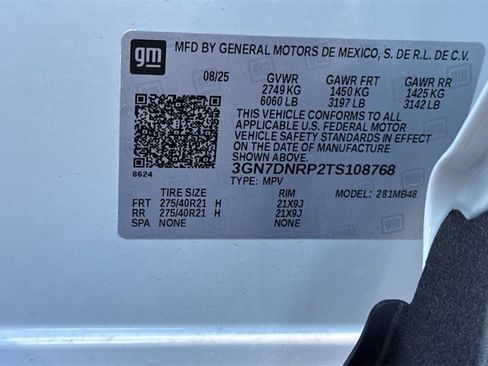 gm
MFD BY GENERAL MOTORS DE MEXICO, S. DE R.L. DE C.V.
08/25 GVWR GAWR FRT GAWR RR
2749 KG 1450 KG 1425 KG
6060 LB 3197 LB 3142 LB
THIS VEHICLE CONFORMS TO ALL
APPLICABLE U.S. FEDERAL MOTOR
VEHICLE SAFETY STANDARDS IN EFFECT
ON THE DATE OF MANUFACTURE
SHOWN ABOVE.
8624
3GN7DNRP2TS108768
TYPE: MPV
MODEL: 281MB48
TIRE SIZE RIM
FRT 275/40R21 H 21X9J
RR 275/40R21 H 21X9J
SPA NONE NONE